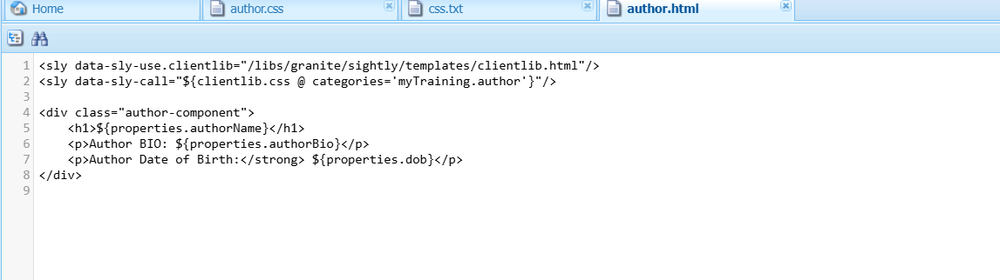 Home author.css css.txt author.html
1 <sly data-sly-use.clientlib="/libs/granite/sightly/templates/clientlib.html"/>
2 <sly data-sly-call="${clientlib.css @ categories='myTraining.author'}"/>
3
4 <div class="author-component">
5     <h1>${properties.authorName}</h1>
6     <p>Author BIO: ${properties.authorBio}</p>
7     <p>Author Date of Birth:</strong> ${properties.dob}</p>
8 </div>
9